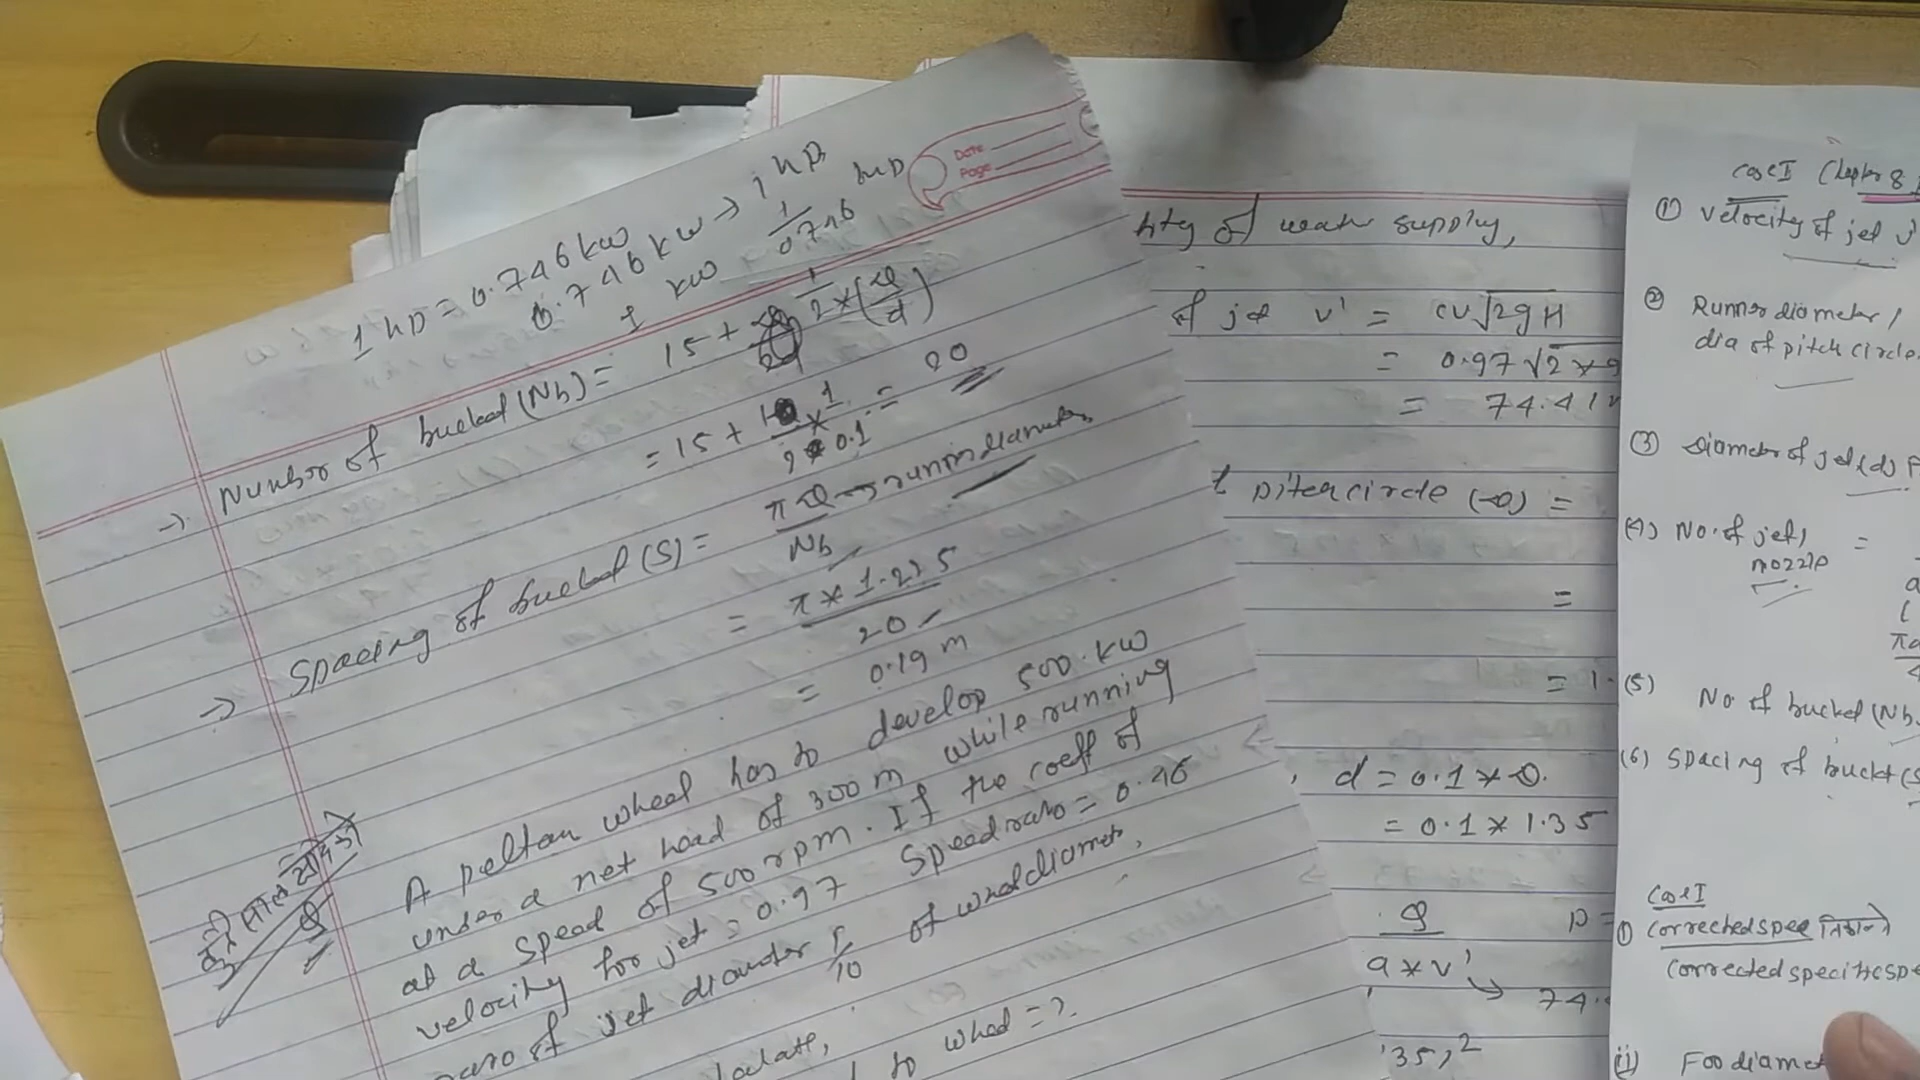 1 HP = 0.746 kw
0.746 kw → 1 HP
1 kw 1/0.746 HP
Date
Page
→ Number of bucket (Nb) = 15 + 1/2 * (D/d)
= 15 + 1/2 * 1/0.1 = 20
→ Spacing of bucket (S) = πD/Nb → runner diameter
= π * 1.225 / 20
= 0.19 m
A pelton wheel has to develop 500 kw
under a net head of 300 m while running
at a speed of 500 rpm. If the coeff of
velocity for jet = 0.97 Speed ratio = 0.46
of jet diameter 1/10 of wheel diameter,
to wheel = ?
of water supply,
of jet v' = cv√2gH
= 0.97 √2 *
= 74.41
Pitch circle (D) =
=
= 1.
d = 0.1 * D.
= 0.1 * 1.35
Q
a * v'
→ 74.
35)²
case I Chapter 8
(1) Velocity of jet v'
(2) Runner diameter /
dia of pitch circle
(3) Diameter of jet (d)
(4) No. of jet) =
nozzle
(5) No of bucket (Nb
(6) Spacing of bucket (S
case I
(i) corrected speed
corrected specific spe
(ii) For diamet